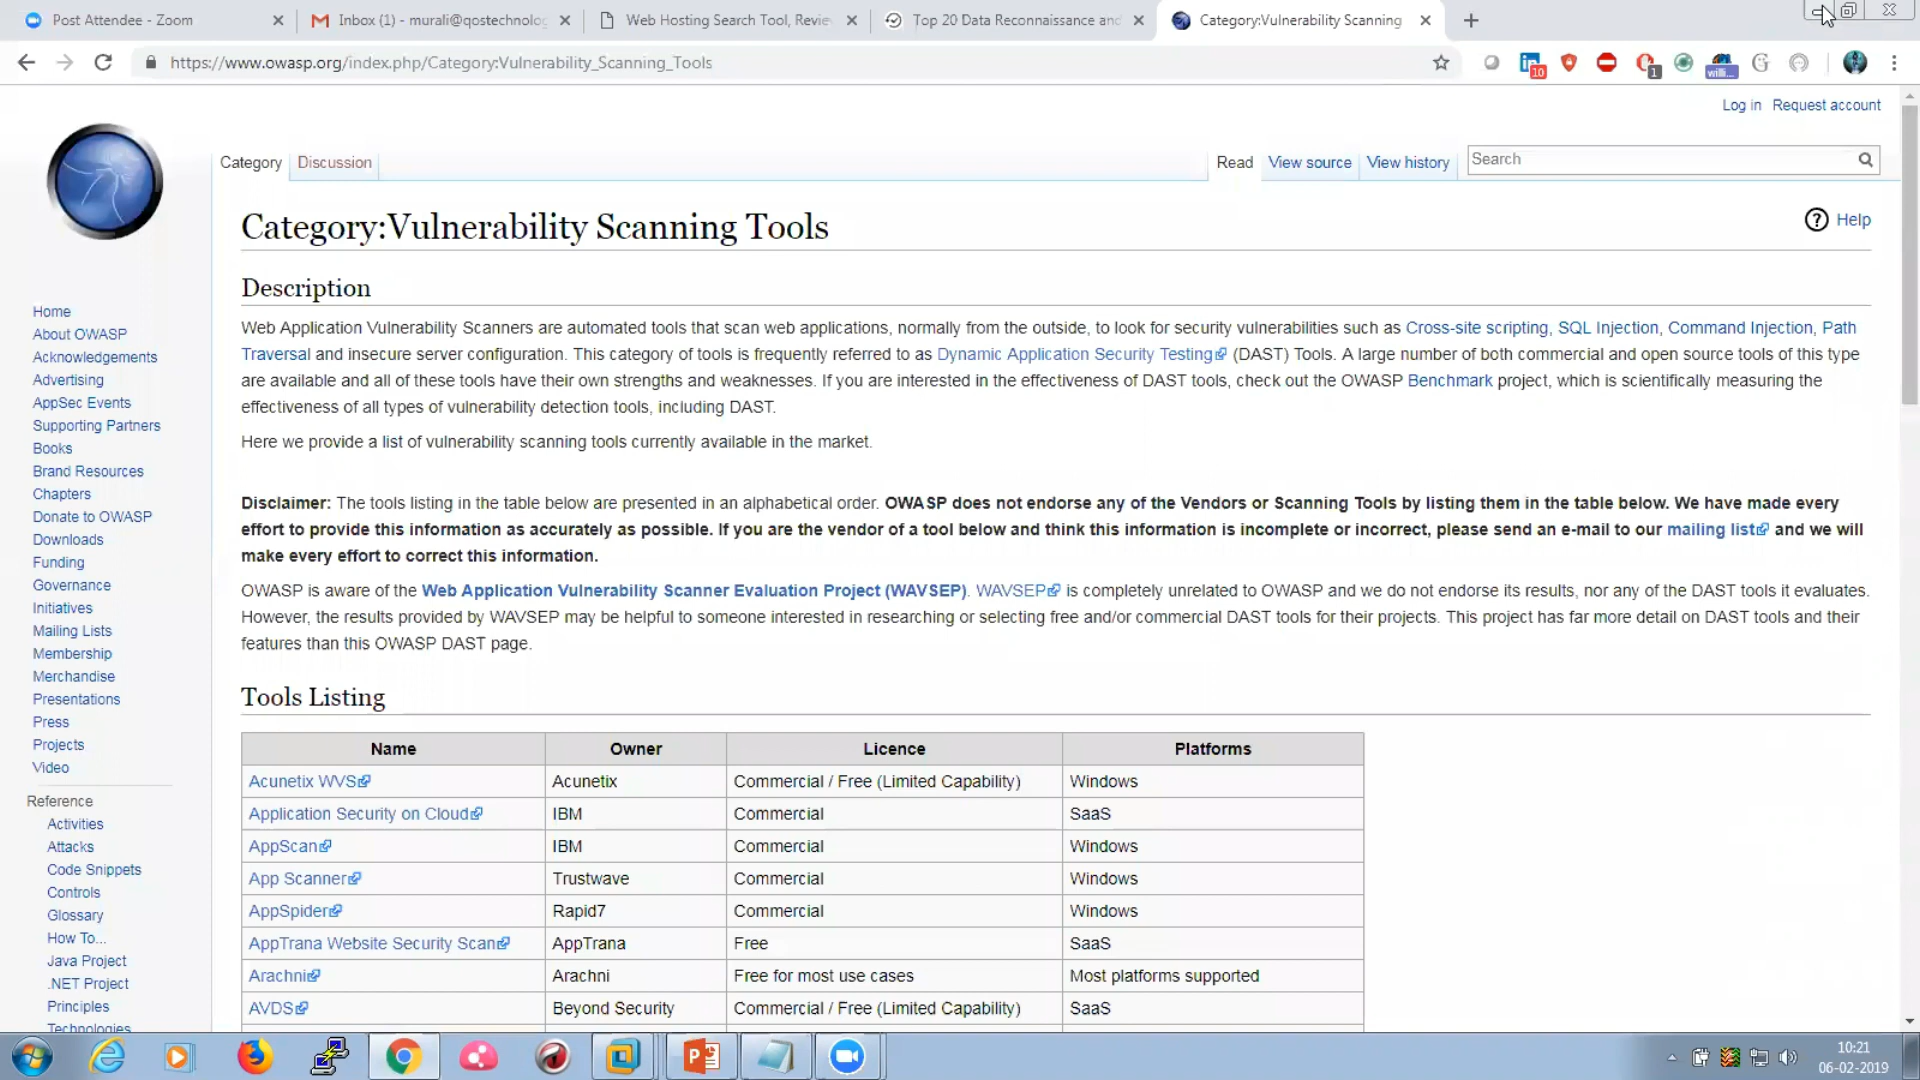 Post Attendee - Zoom
Inbox (1) - murali@qostechnolog
Web Hosting Search Tool, Revie
Top 20 Data Reconnaissance and
Category:Vulnerability Scanning
https://www.owasp.org/index.php/Category:Vulnerability_Scanning_Tools
10
1
willi...
Log in Request account
Category Discussion Read View source View history Search
Category:Vulnerability Scanning Tools
Help
Description
Web Application Vulnerability Scanners are automated tools that scan web applications, normally from the outside, to look for security vulnerabilities such as Cross-site scripting, SQL Injection, Command Injection, Path
Traversal and insecure server configuration. This category of tools is frequently referred to as Dynamic Application Security Testing (DAST) Tools. A large number of both commercial and open source tools of this type
are available and all of these tools have their own strengths and weaknesses. If you are interested in the effectiveness of DAST tools, check out the OWASP Benchmark project, which is scientifically measuring the
effectiveness of all types of vulnerability detection tools, including DAST.
Here we provide a list of vulnerability scanning tools currently available in the market.
Disclaimer: The tools listing in the table below are presented in an alphabetical order. OWASP does not endorse any of the Vendors or Scanning Tools by listing them in the table below. We have made every
effort to provide this information as accurately as possible. If you are the vendor of a tool below and think this information is incomplete or incorrect, please send an e-mail to our mailing list and we will
make every effort to correct this information.
OWASP is aware of the Web Application Vulnerability Scanner Evaluation Project (WAVSEP). WAVSEP is completely unrelated to OWASP and we do not endorse its results, nor any of the DAST tools it evaluates.
However, the results provided by WAVSEP may be helpful to someone interested in researching or selecting free and/or commercial DAST tools for their projects. This project has far more detail on DAST tools and their
features than this OWASP DAST page.
Tools Listing
Name Owner Licence Platforms
Acunetix WVS Acunetix Commercial / Free (Limited Capability) Windows
Application Security on Cloud IBM Commercial SaaS
AppScan IBM Commercial Windows
App Scanner Trustwave Commercial Windows
AppSpider Rapid7 Commercial Windows
AppTrana Website Security Scan AppTrana Free SaaS
Arachni Arachni Free for most use cases Most platforms supported
AVDS Beyond Security Commercial / Free (Limited Capability) SaaS
Home
About OWASP
Acknowledgements
Advertising
AppSec Events
Supporting Partners
Books
Brand Resources
Chapters
Donate to OWASP
Downloads
Funding
Governance
Initiatives
Mailing Lists
Membership
Merchandise
Presentations
Press
Projects
Video
Reference
Activities
Attacks
Code Snippets
Controls
Glossary
How To...
Java Project
.NET Project
Principles
Technologies
10:21
06-02-2019